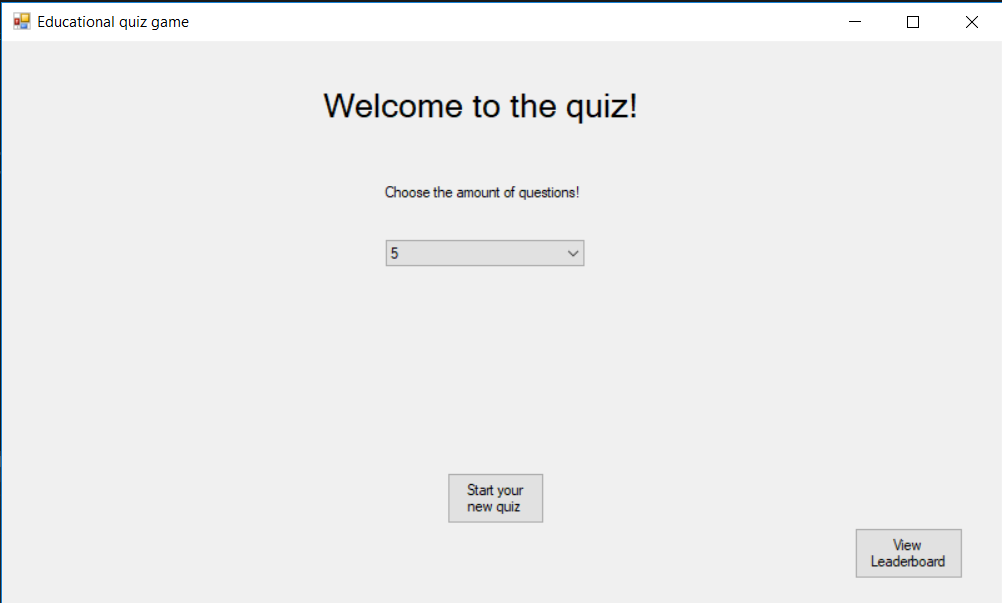 Educational quiz game
Welcome to the quiz!
Choose the amount of questions!
5
Start your
new quiz
View
Leaderboard